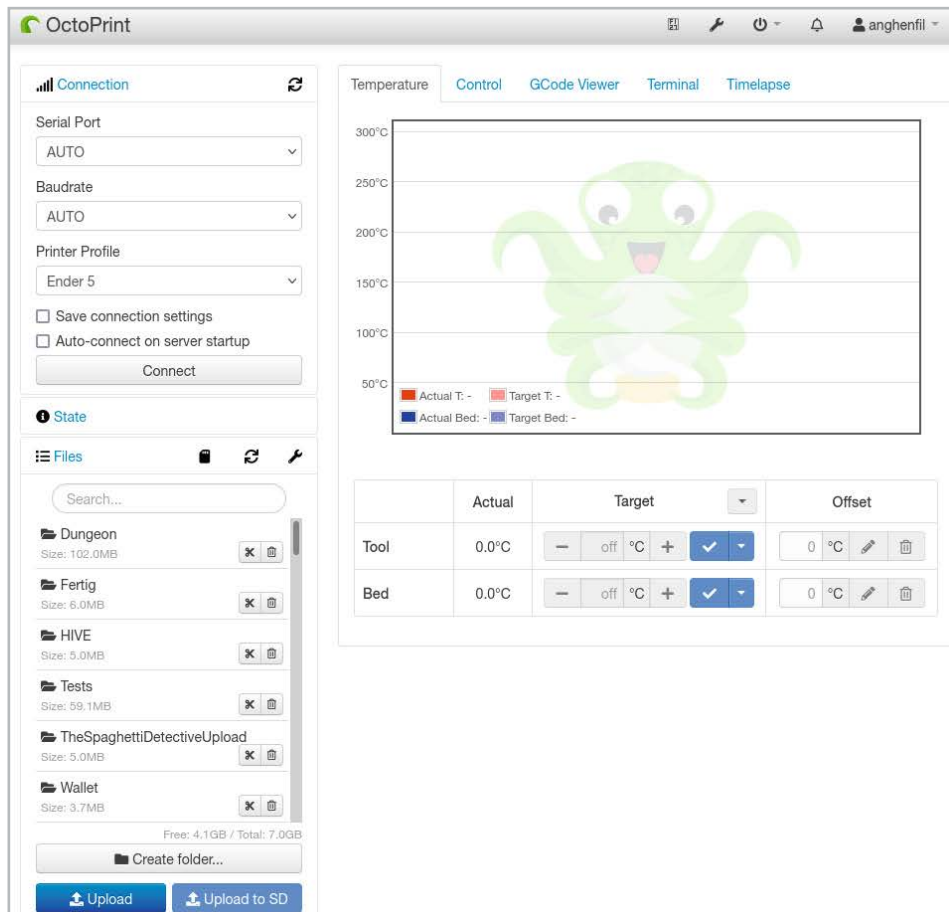 OctoPrint
anghenfil
Connection
Serial Port
AUTO
Baudrate
AUTO
Printer Profile
Ender 5
Save connection settings
Auto-connect on server startup
Connect
State
Files
Search...
Dungeon
Size: 102.0MB
Fertig
Size: 6.0MB
HIVE
Size: 5.0MB
Tests
Size: 59.1MB
TheSpaghettiDetectiveUpload
Size: 5.0MB
Wallet
Size: 3.7MB
Free: 4.1GB / Total: 7.0GB
Create folder...
Upload
Upload to SD
Temperature Control GCode Viewer Terminal Timelapse
300°C
250°C
200°C
150°C
100°C
50°C
Actual T: - Target T: -
Actual Bed: - Target Bed: -
Actual Target Offset
Tool 0.0°C off °C 0 °C
Bed 0.0°C off °C 0 °C